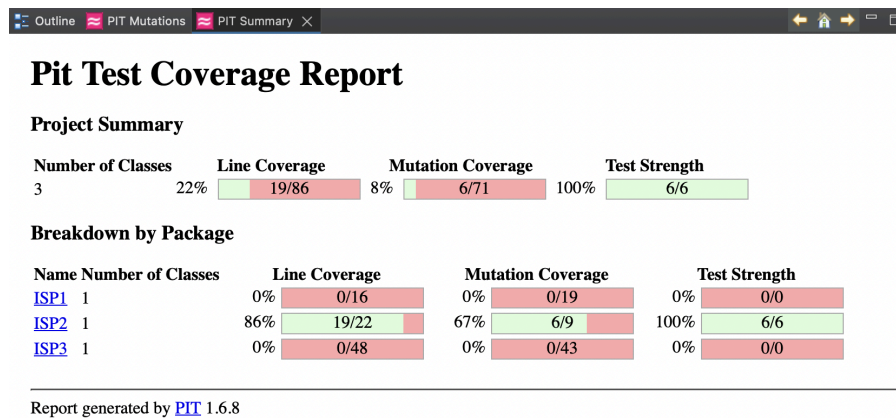 Outline PIT Mutations PIT Summary
Pit Test Coverage Report
Project Summary
Number of Classes Line Coverage Mutation Coverage Test Strength
3 22% 19/86 8% 6/71 100% 6/6
Breakdown by Package
Name Number of Classes Line Coverage Mutation Coverage Test Strength
ISP1 1 0% 0/16 0% 0/19 0% 0/0
ISP2 1 86% 19/22 67% 6/9 100% 6/6
ISP3 1 0% 0/48 0% 0/43 0% 0/0
Report generated by PIT 1.6.8